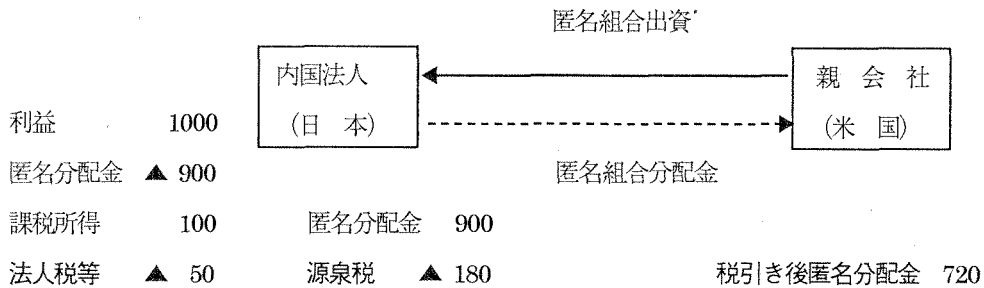 匿名組合出資
内国法人
(日 本)
親 会 社
(米 国)
利益 1000
匿名分配金 ▲ 900
匿名組合分配金
課税所得 100 匿名分配金 900
法人税等 ▲ 50 源泉税 ▲ 180 税引き後匿名分配金 720